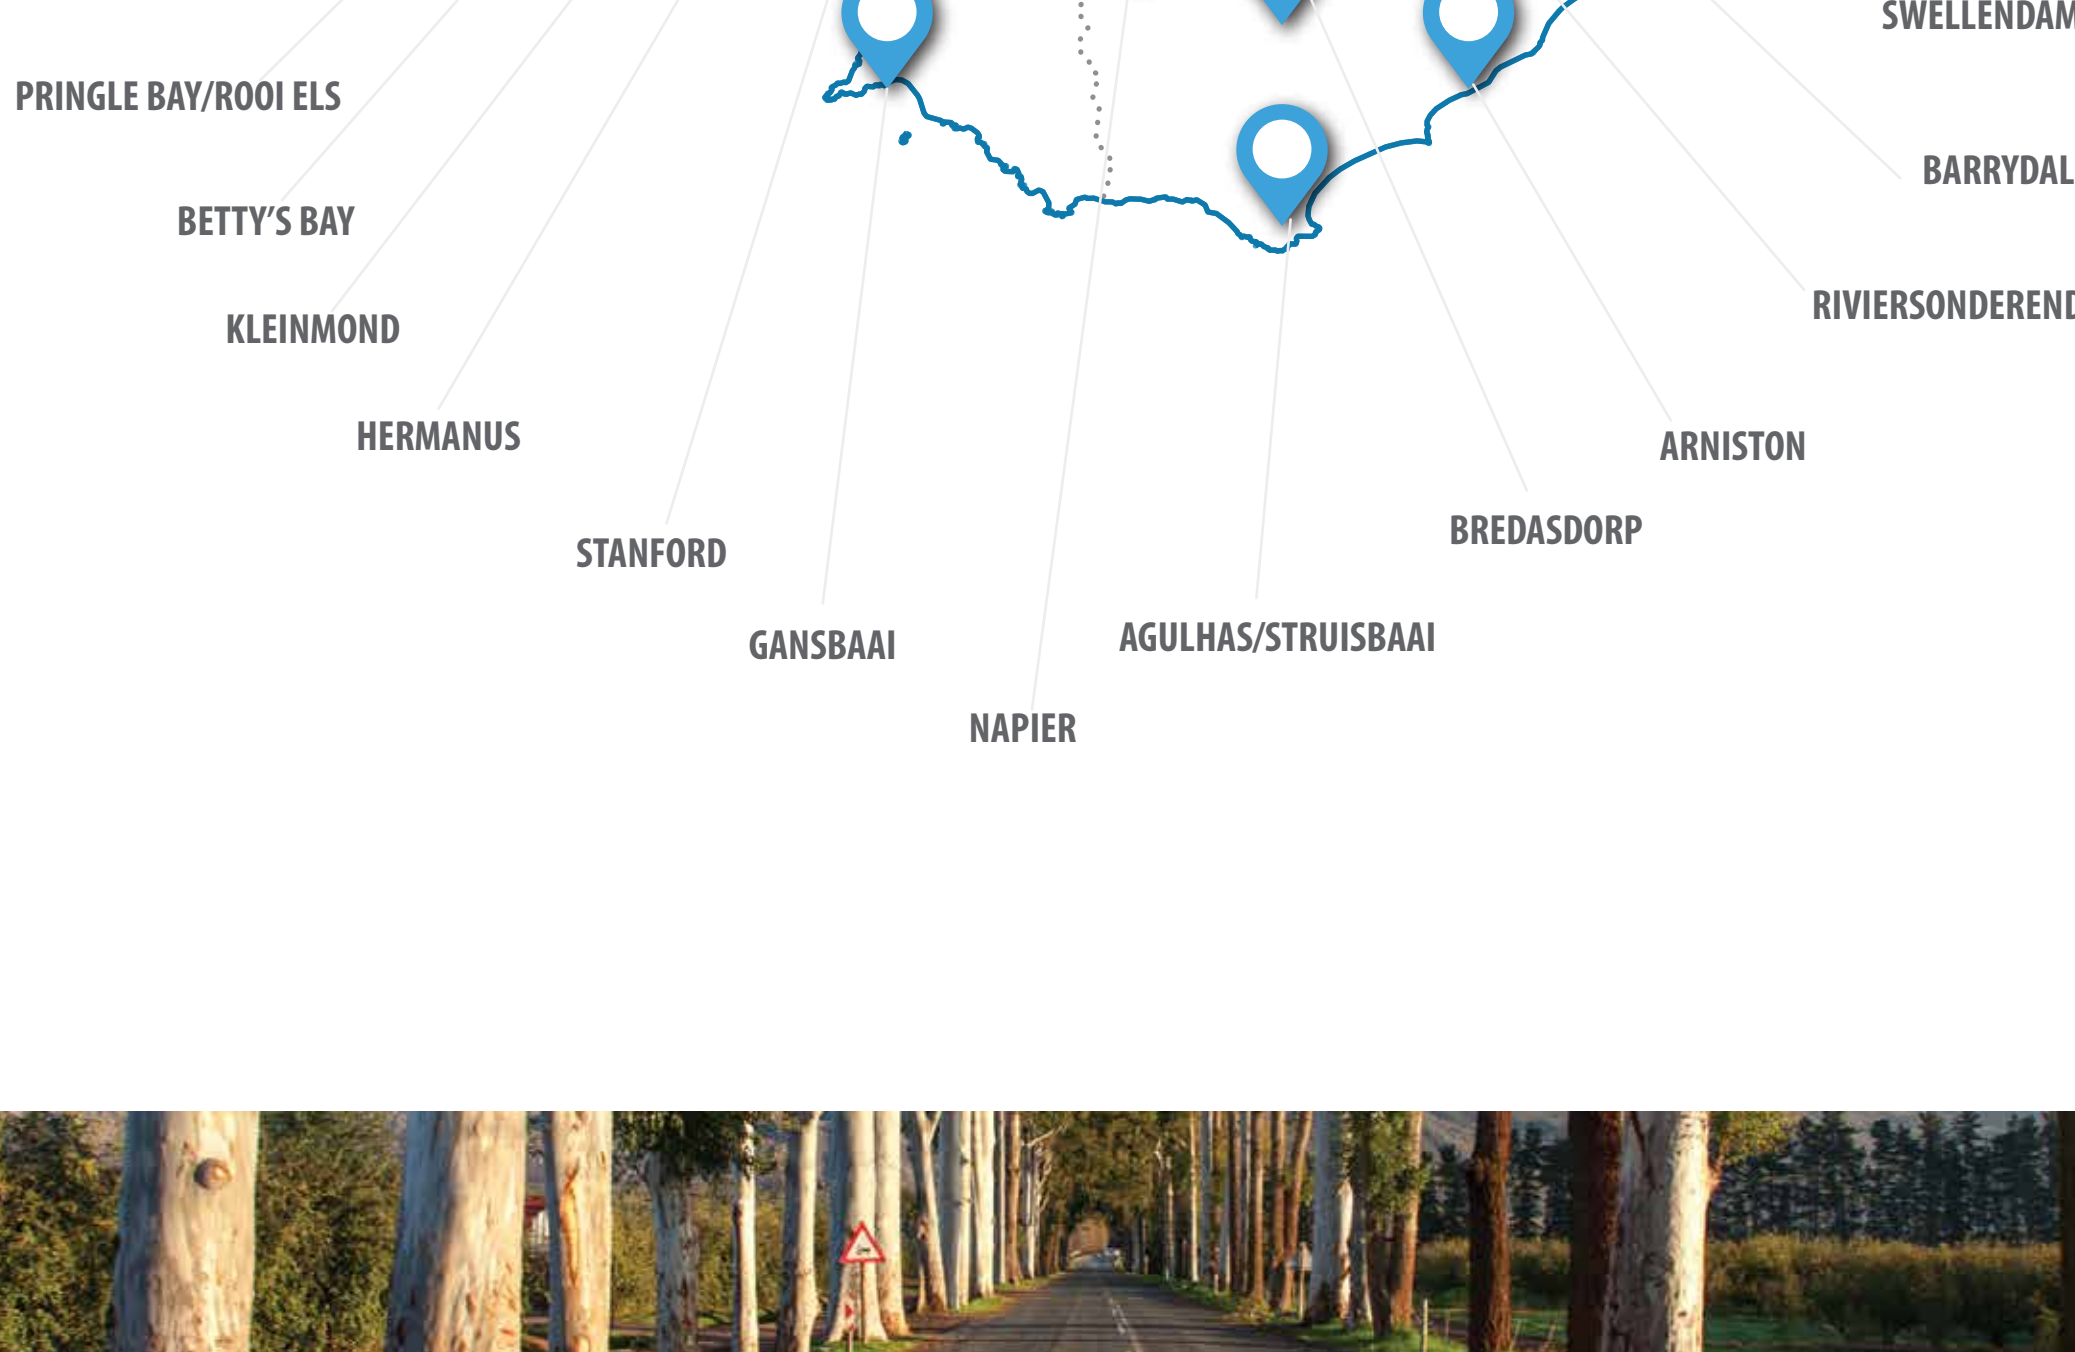 SWELLENDAM
PRINGLE BAY/ROOI ELS
BARRYDAL
BETTY'S BAY
RIVIERSONDEREND
KLEINMOND
HERMANUS
ARNISTON
BREDASDORP
STANFORD
AGULHAS/STRUISBAAI
GANSBAAI
NAPIER